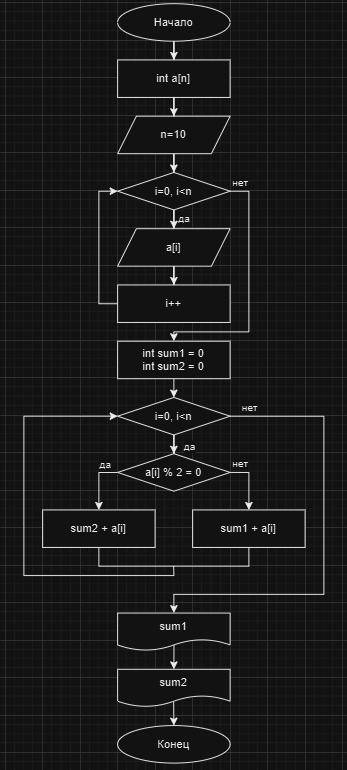 Начало
int a[n]
n=10
i=0, i<n
нет
да
a[i]
i++
int sum1 = 0
int sum2 = 0
i=0, i<n
нет
да
a[i] % 2 = 0
да
нет
sum2 + a[i]
sum1 + a[i]
sum1
sum2
Конец